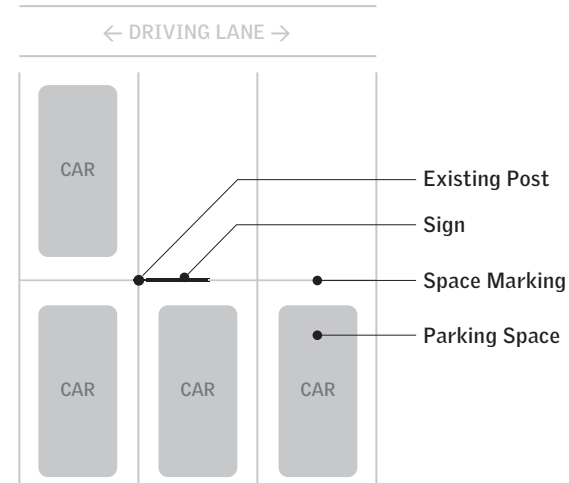 ← DRIVING LANE →
CAR
Existing Post
Sign
Space Marking
Parking Space
CAR
CAR
CAR